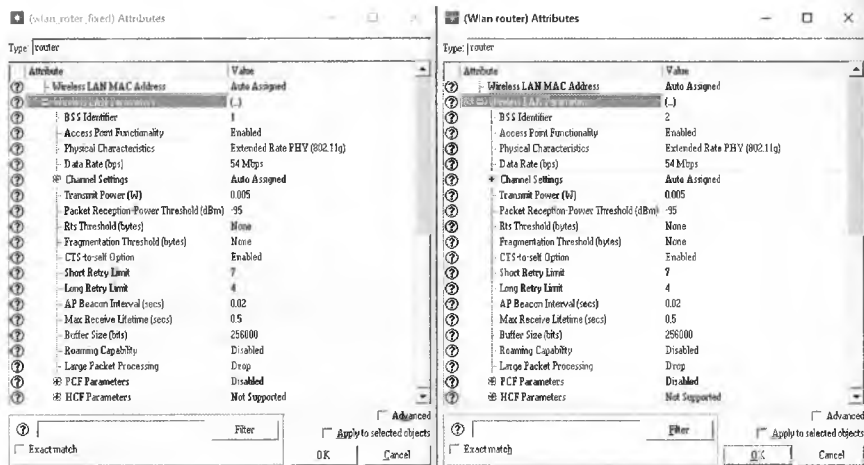 (wlan_roter_fixed) Attributes
Type: router
Attribute Value
Wireless LAN MAC Address Auto Assigned
Wireless LAN Parameters (...)
BSS Identifier 1
Access Point Functionality Enabled
Physical Characteristics Extended Rate PHY (802.11g)
Data Rate (bps) 54 Mbps
Channel Settings Auto Assigned
Transmit Power (W) 0.005
Packet Reception-Power Threshold (dBm) -95
Rts Threshold (bytes) None
Fragmentation Threshold (bytes) None
CTS-to-self Option Enabled
Short Retry Limit 7
Long Retry Limit 4
AP Beacon Interval (secs) 0.02
Max Receive Lifetime (secs) 0.5
Buffer Size (bits) 256000
Roaming Capability Disabled
Large Packet Processing Drop
PCF Parameters Disabled
HCF Parameters Not Supported
Advanced
Filter
Apply to selected objects
Exact match
OK
Cancel
(Wlan router) Attributes
Type: router
Attribute Value
Wireless LAN MAC Address Auto Assigned
Wireless LAN Parameters (...)
BSS Identifier 2
Access Point Functionality Enabled
Physical Characteristics Extended Rate PHY (802.11g)
Data Rate (bps) 54 Mbps
Channel Settings Auto Assigned
Transmit Power (W) 0.005
Packet Reception-Power Threshold (dBm) -95
Rts Threshold (bytes) None
Fragmentation Threshold (bytes) None
CTS-to-self Option Enabled
Short Retry Limit 7
Long Retry Limit 4
AP Beacon Interval (secs) 0.02
Max Receive Lifetime (secs) 0.5
Buffer Size (bits) 256000
Roaming Capability Disabled
Large Packet Processing Drop
PCF Parameters Disabled
HCF Parameters Not Supported
Advanced
Filter
Apply to selected objects
Exact match
OK
Cancel